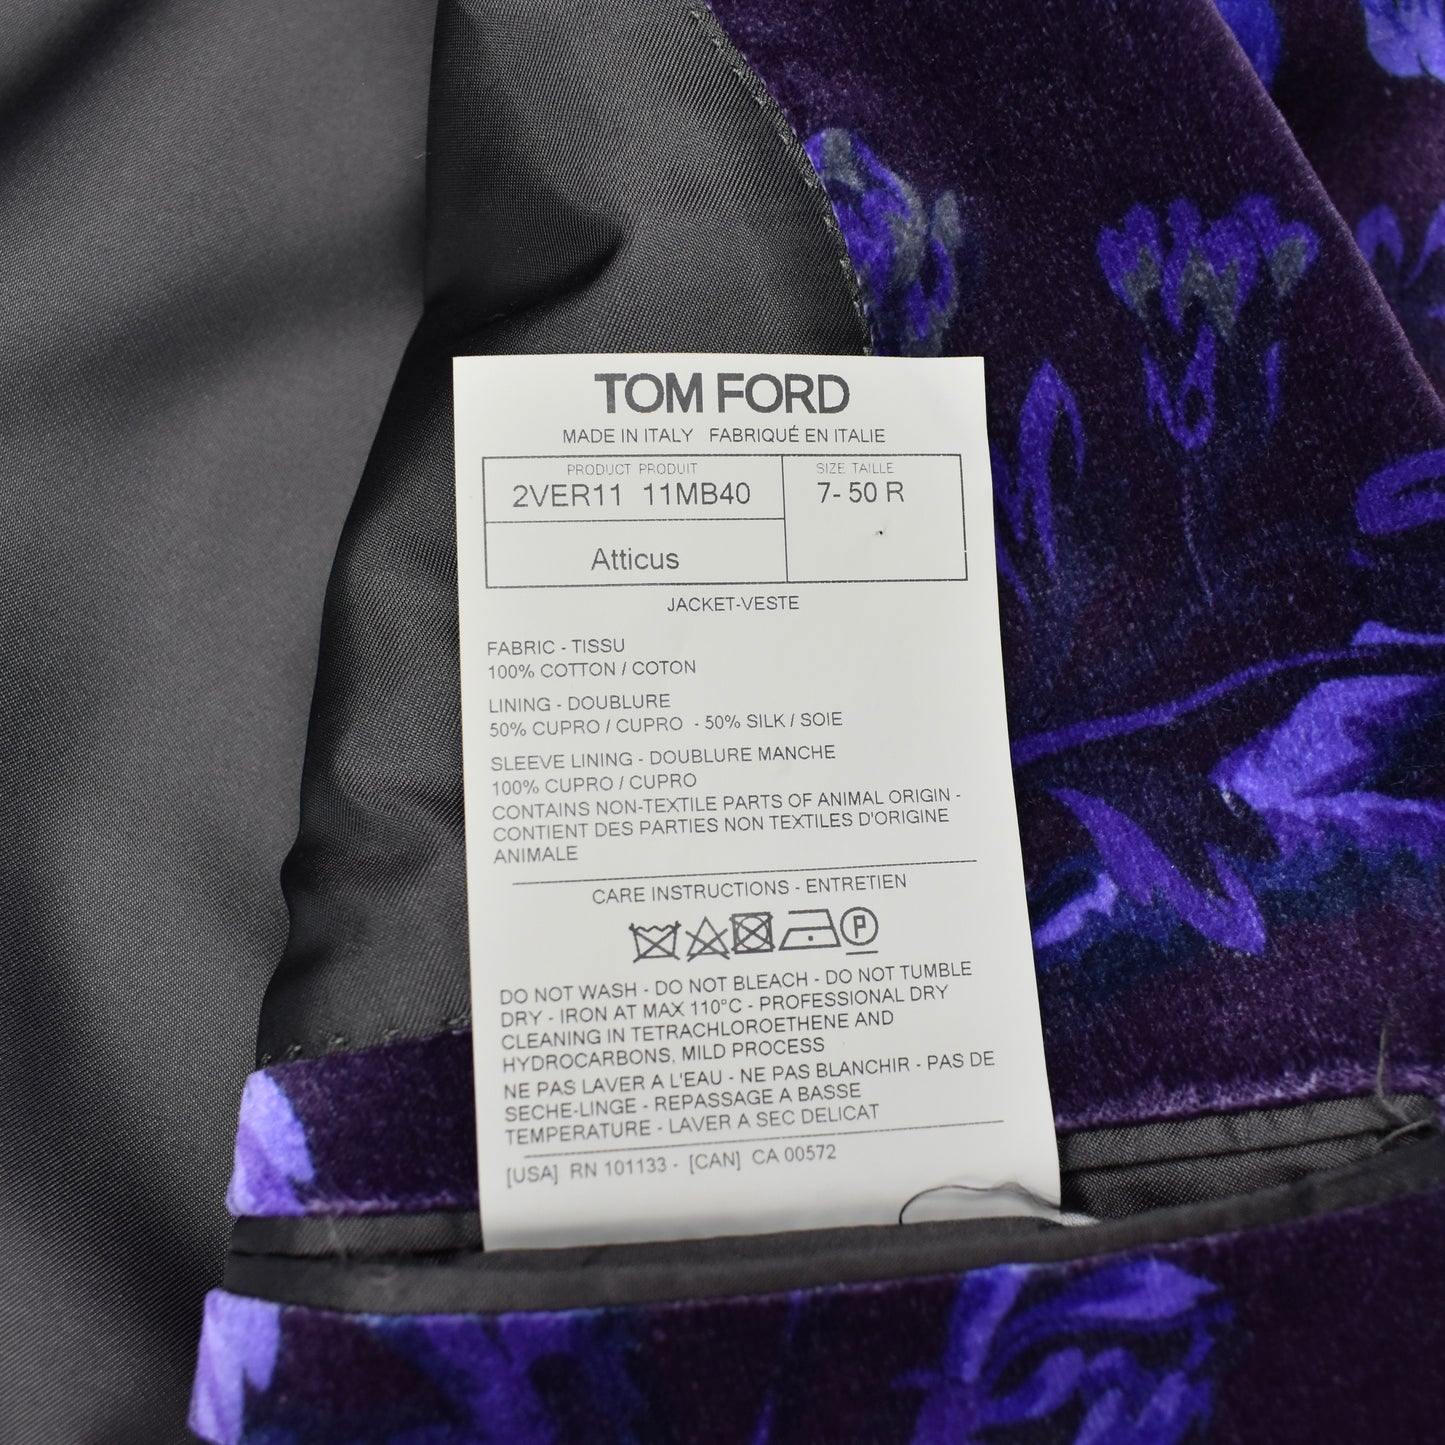 TOM FORD
MADE IN ITALY FABRIQUÉ EN ITALIE
PRODUCT PRODUIT
2VER11 11MB40
SIZE TAILLE
7- 50 R
Atticus
JACKET-VESTE
FABRIC - TISSU
100% COTTON / COTON
LINING - DOUBLURE
50% CUPRO / CUPRO - 50% SILK / SOIE
SLEEVE LINING - DOUBLURE MANCHE
100% CUPRO / CUPRO
CONTAINS NON-TEXTILE PARTS OF ANIMAL ORIGIN -
CONTIENT DES PARTIES NON TEXTILES D'ORIGINE
ANIMALE
CARE INSTRUCTIONS - ENTRETIEN
P
DO NOT WASH - DO NOT BLEACH - DO NOT TUMBLE
DRY - IRON AT MAX 110°C - PROFESSIONAL DRY
CLEANING IN TETRACHLOROETHENE AND
HYDROCARBONS, MILD PROCESS
NE PAS LAVER A L'EAU - NE PAS BLANCHIR - PAS DE
SECHE-LINGE - REPASSAGE A BASSE
TEMPERATURE - LAVER A SEC DELICAT
[USA] RN 101133 - [CAN] CA 00572